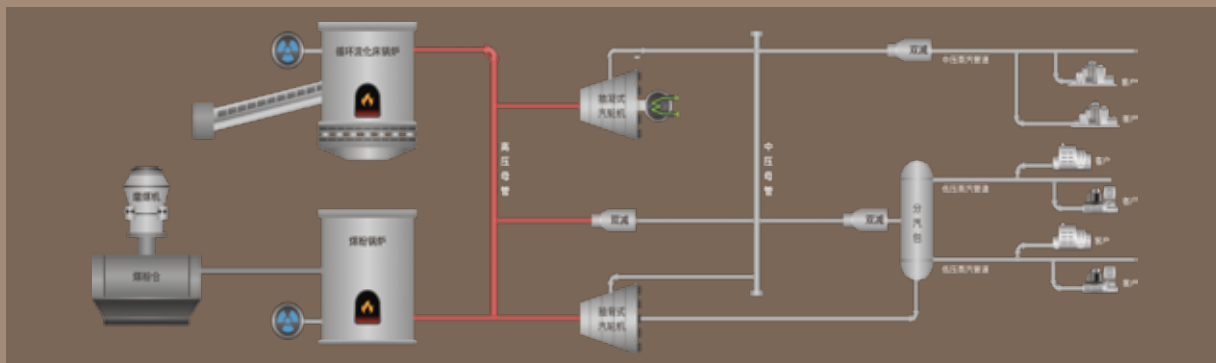 循环流化床锅炉
双减
中压蒸汽管道
客户
抽背式
汽轮机
客户
高压母管
中压母管
客户
磨煤机
低压蒸汽管道
客户
双减
双减
分汽包
煤粉锅炉
客户
煤粉仓
低压蒸汽管道
客户
抽背式
汽轮机